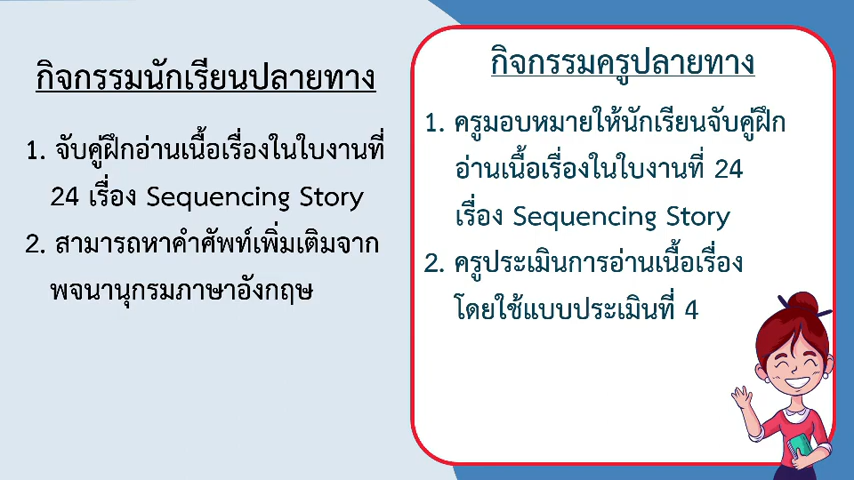 กิจกรรมนักเรียนปลายทาง
1. จับคู่ฝึกอ่านเนื้อเรื่องในใบงานที่
24 เรื่อง Sequencing Story
2. สามารถหาคำศัพท์เพิ่มเติมจาก
พจนานุกรมภาษาอังกฤษ
กิจกรรมครูปลายทาง
1. ครูมอบหมายให้นักเรียนจับคู่ฝึก
อ่านเนื้อเรื่องในใบงานที่ 24
เรื่อง Sequencing Story
2. ครูประเมินการอ่านเนื้อเรื่อง
โดยใช้แบบประเมินที่ 4